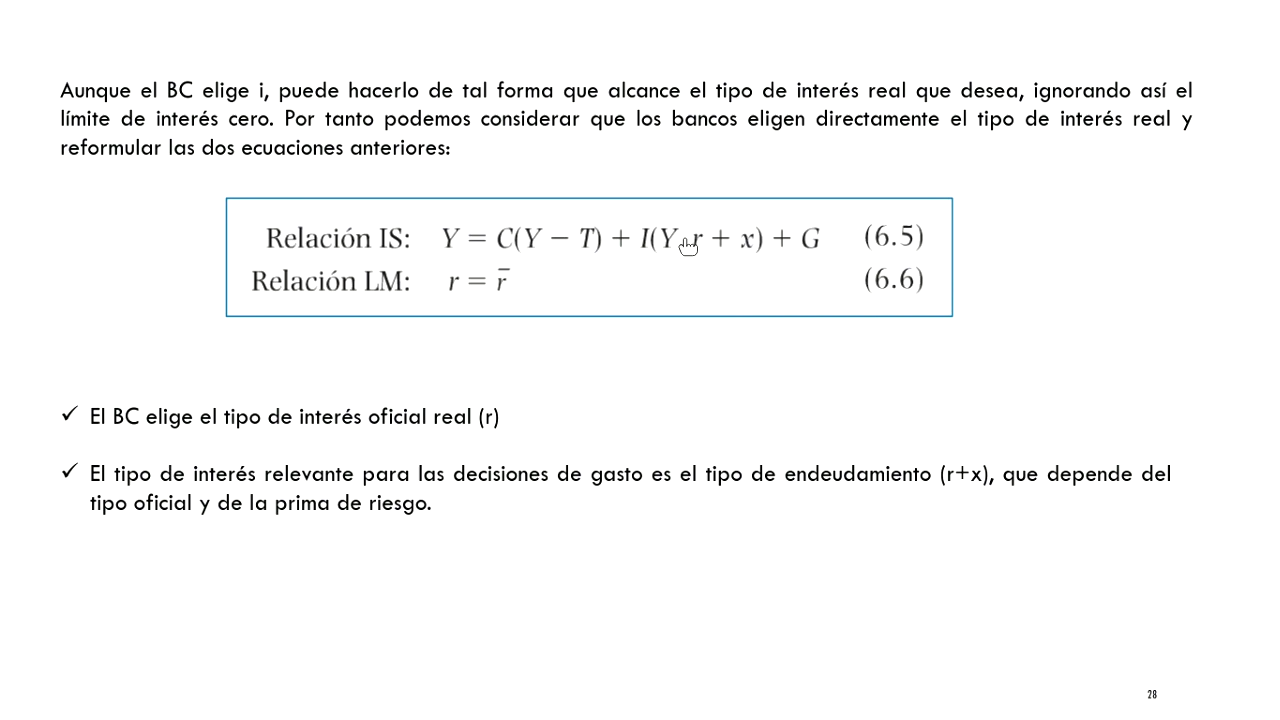 Aunque el BC elige i, puede hacerlo de tal forma que alcance el tipo de interés real que desea, ignorando así el
límite de interés cero. Por tanto podemos considerar que los bancos eligen directamente el tipo de interés real y
reformular las dos ecuaciones anteriores:
Relación IS: Y = C(Y − T) + I(Y, r + x) + G (6.5)
Relación LM: r = r̄ (6.6)
✓ El BC elige el tipo de interés oficial real (r)
✓ El tipo de interés relevante para las decisiones de gasto es el tipo de endeudamiento (r+x), que depende del
tipo oficial y de la prima de riesgo.
28